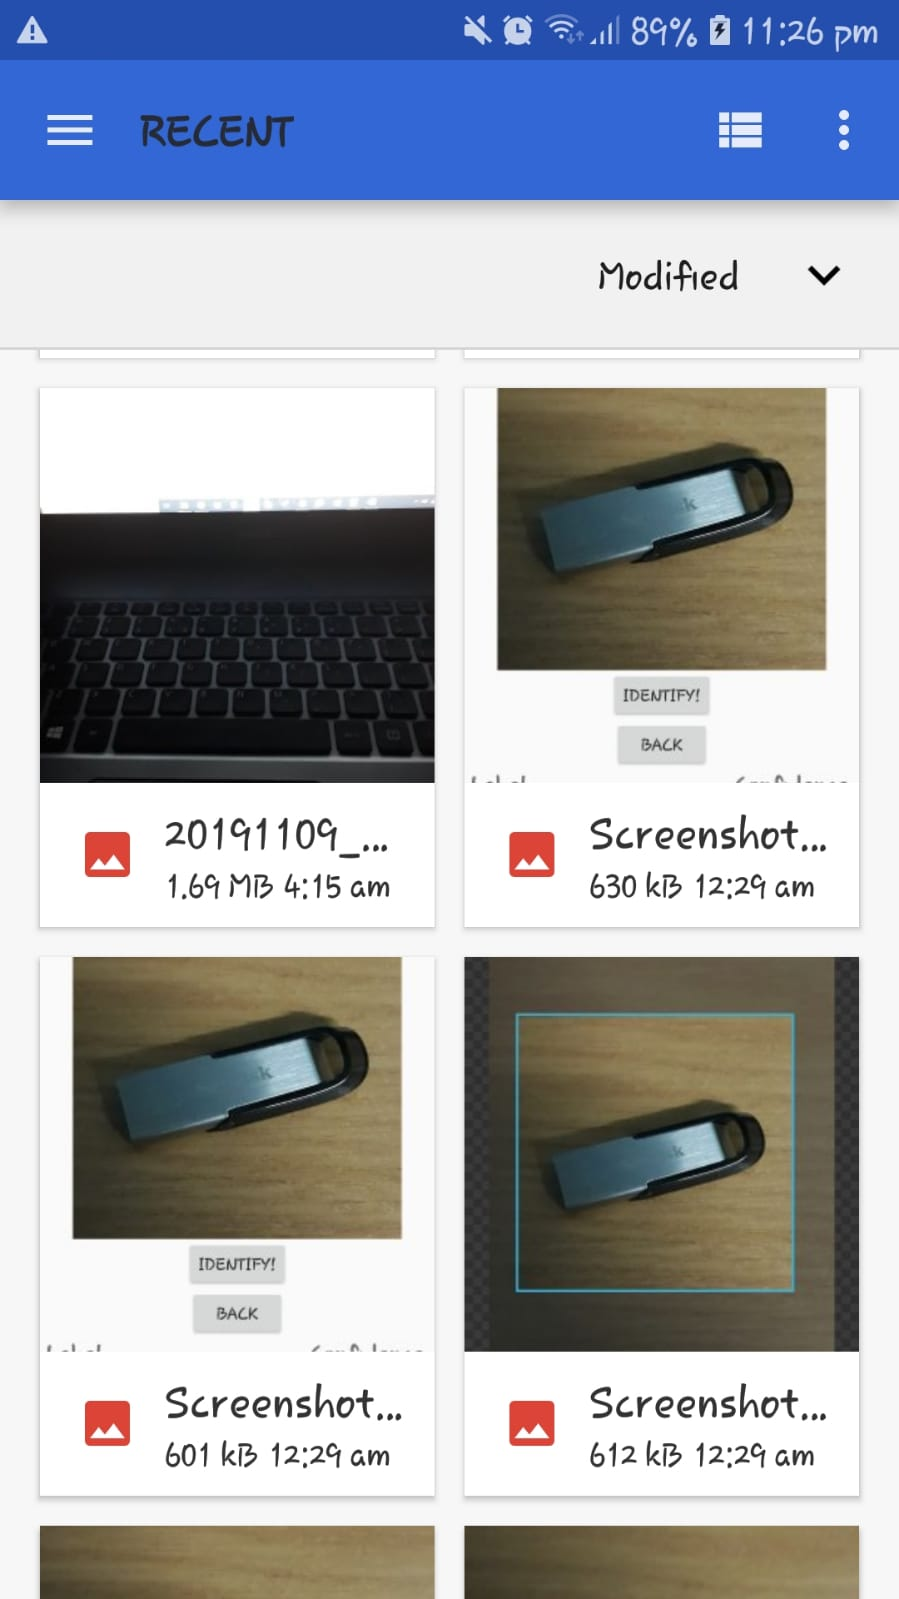 89% 11:26 pm
RECENT
Modified
k
IDENTIFY!
BACK
20191109_...
1.69 MB 4:15 am
Screenshot...
630 kB 12:29 am
k
IDENTIFY!
BACK
k
Screenshot...
601 kB 12:29 am
Screenshot...
612 kB 12:29 am